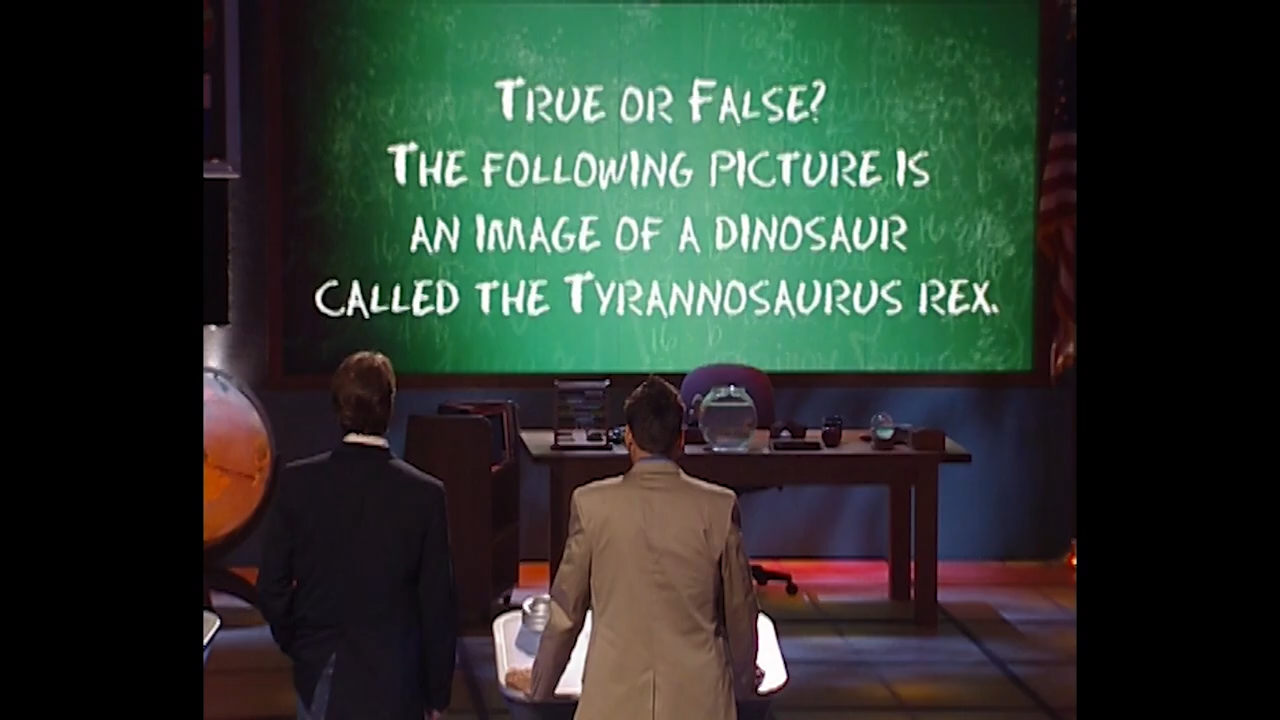 TRUE OR FALSE?
THE FOLLOWING PICTURE IS
AN IMAGE OF A DINOSAUR
CALLED THE TYRANNOSAURUS REX.